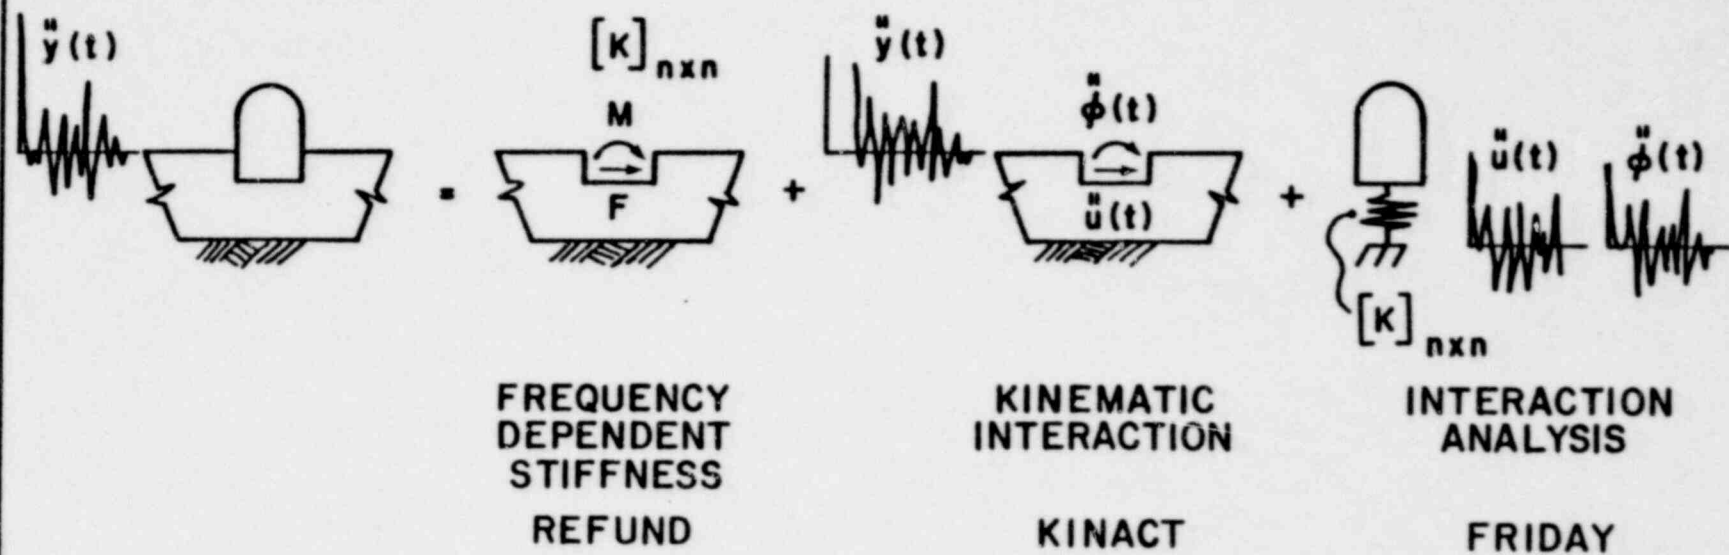 ÿ(t)
[K] nxn
M
F
=
+
ÿ(t)
φ̈(t)
ü(t)
+
ü(t)
φ̈(t)
[K] nxn
FREQUENCY
DEPENDENT
STIFFNESS
REFUND
KINEMATIC
INTERACTION
KINACT
INTERACTION
ANALYSIS
FRIDAY